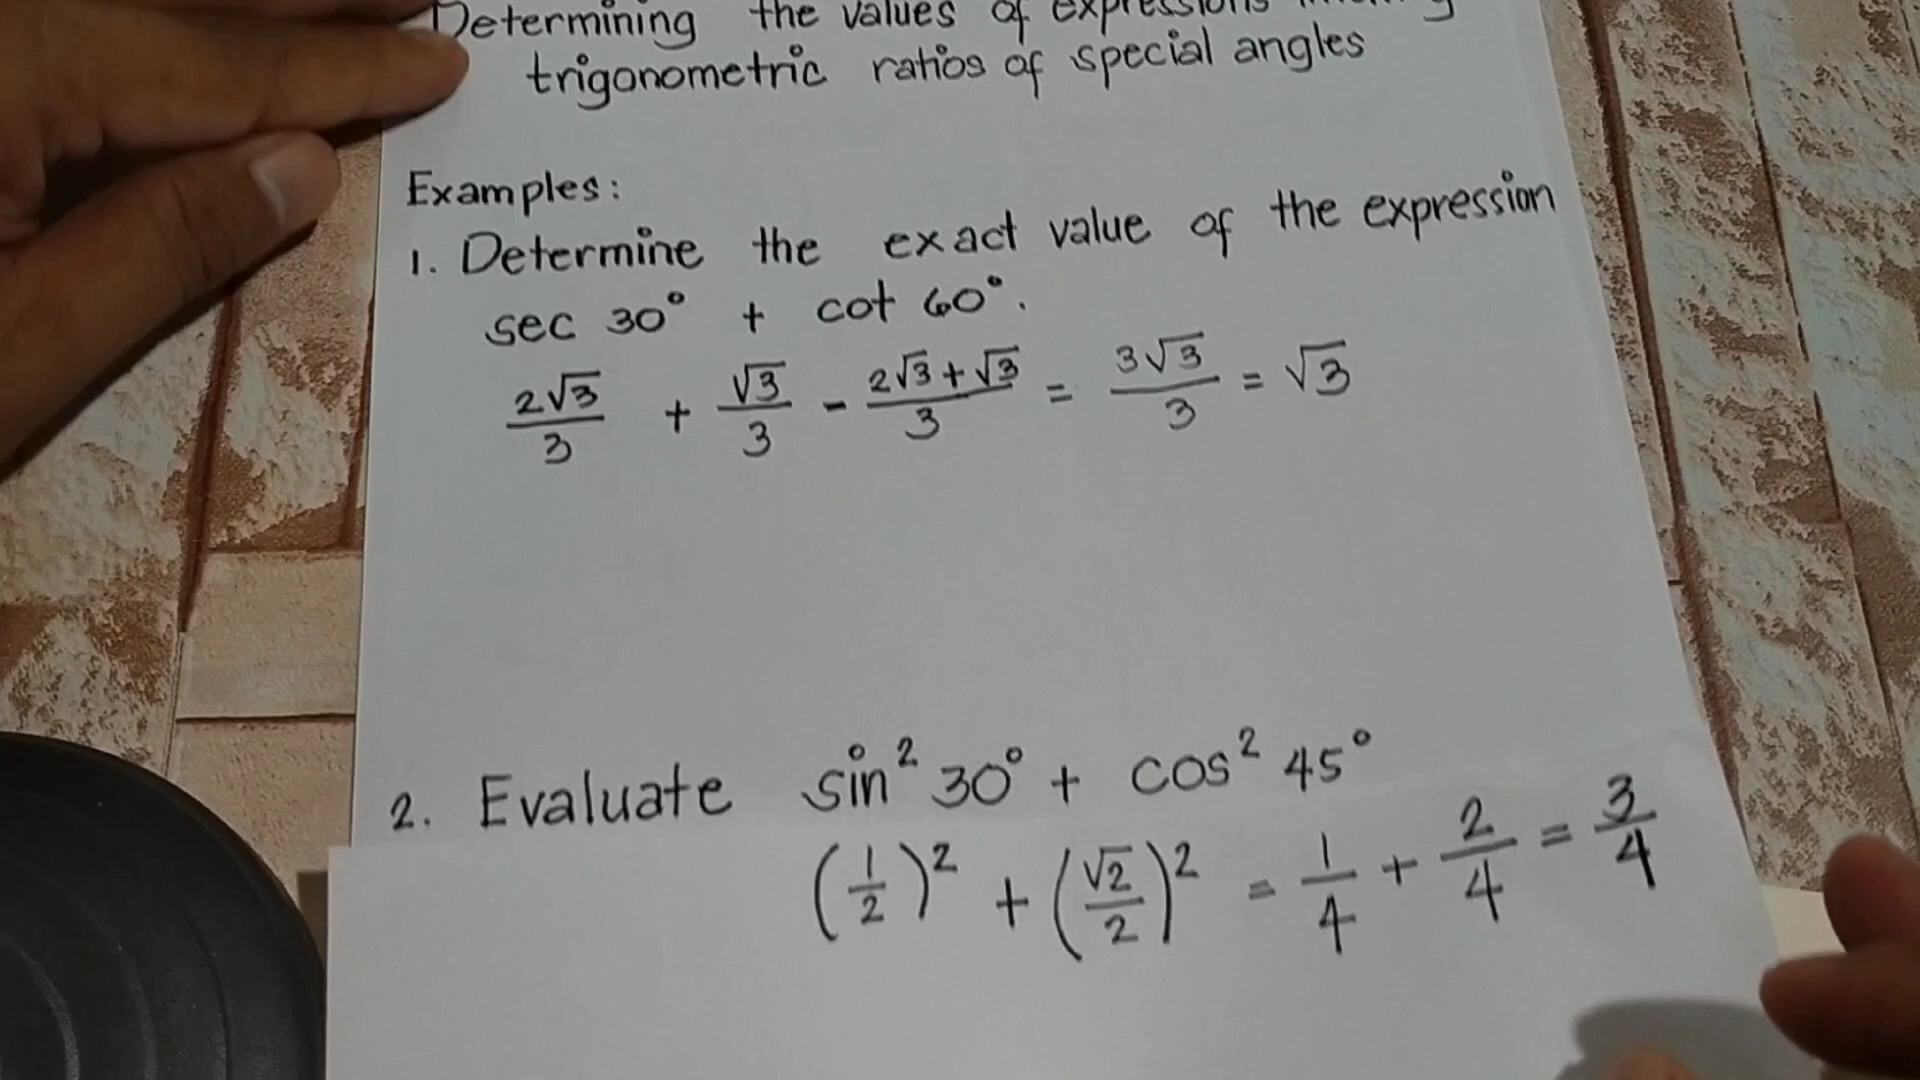 Determining the values of expressions
trigonometric ratios of special angles
Examples:
1. Determine the exact value of the expression
sec 30° + cot 60°.
2√3/3 + √3/3 - 2√3+√3/3 = 3√3/3 = √3
2. Evaluate sin² 30° + cos² 45°
(1/2)² + (√2/2)² = 1/4 + 2/4 = 3/4